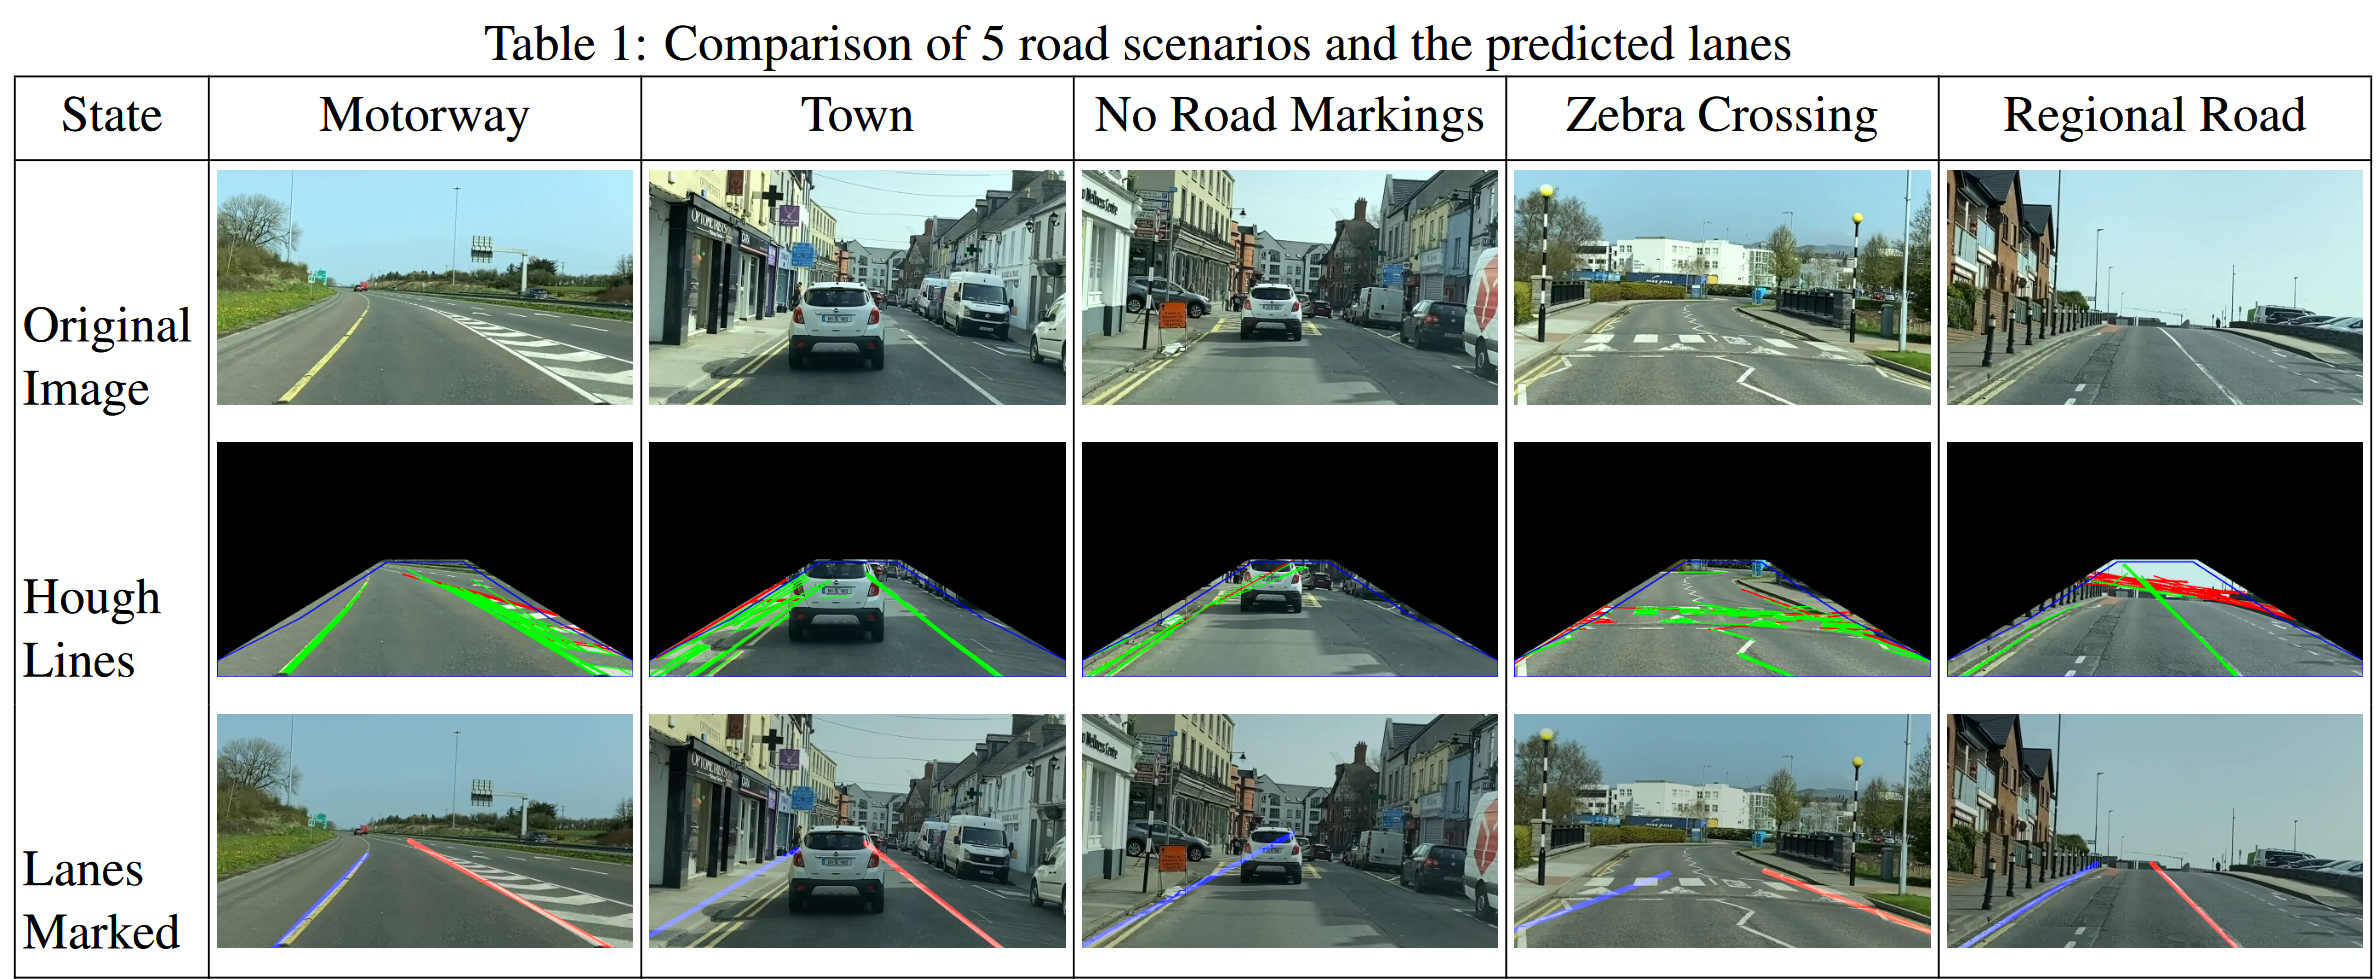 Table 1: Comparison of 5 road scenarios and the predicted lanes
State Motorway Town No Road Markings Zebra Crossing Regional Road
Original
Image
Hough
Lines
Lanes
Marked